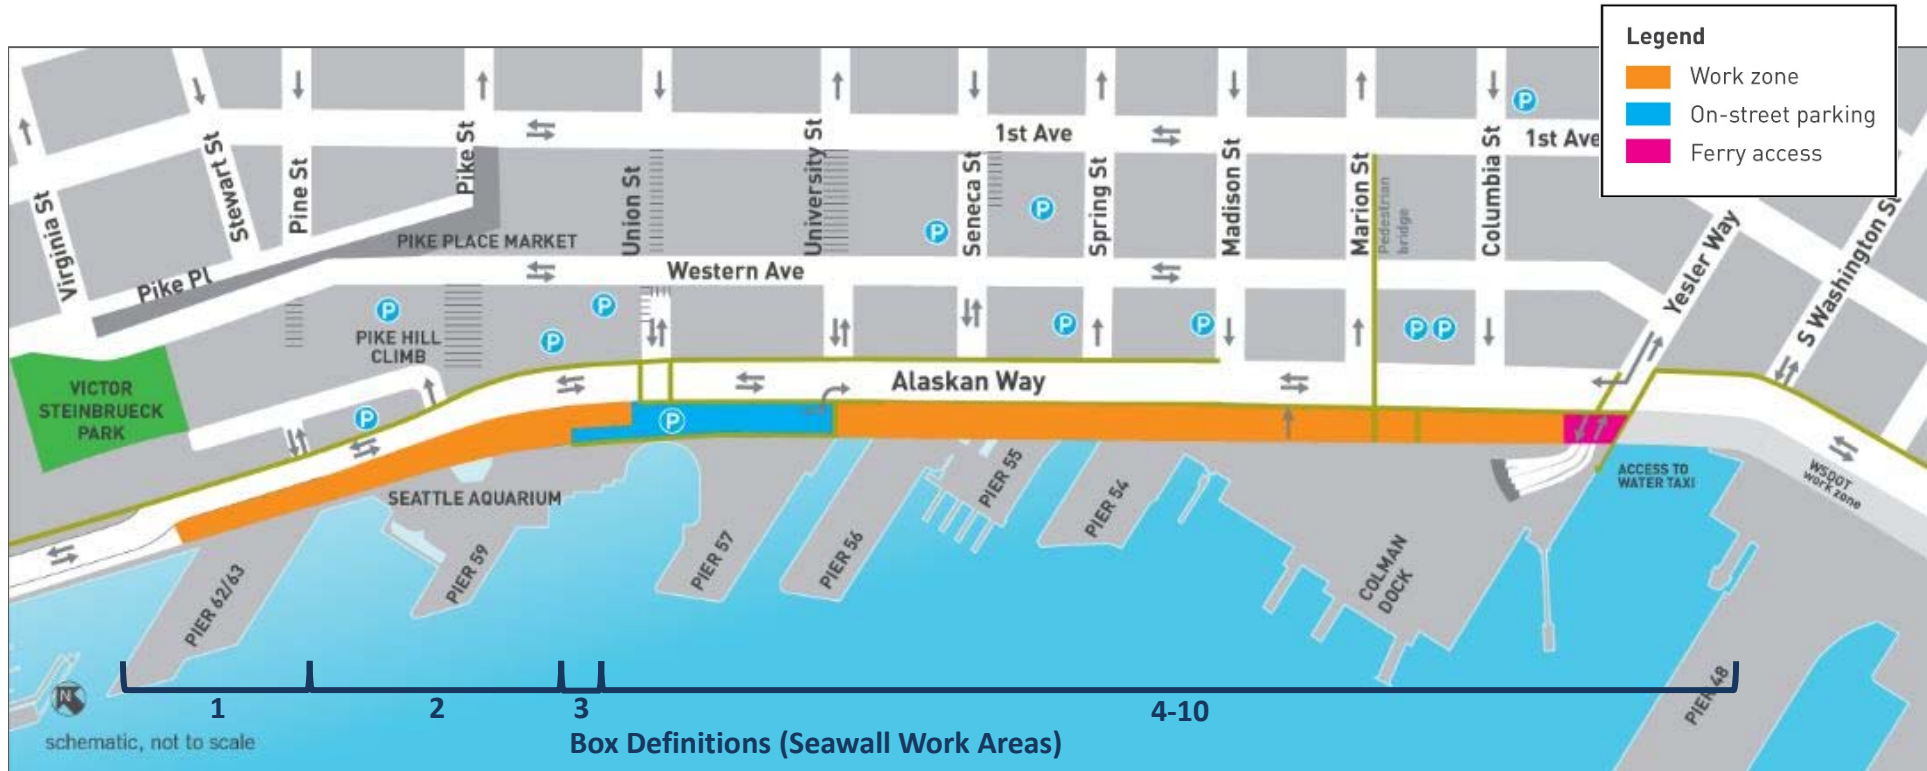 Legend
Work zone
On-street parking
Ferry access
P
1st Ave
1st Ave
Virginia St
Stewart St
Pine St
Pike St
Union St
University St
Seneca St
Spring St
Madison St
Marion St
Pedestrian
bridge
Columbia St
Yesler Way
S Washington St
P
P
PIKE PLACE MARKET
Western Ave
Pike Pl
P
P
P
P
P
P
P
PIKE HILL
CLIMB
VICTOR
STEINBRUECK
PARK
P
Alaskan Way
P
SEATTLE AQUARIUM
ACCESS TO
WATER TAXI
WSDOT
work zone
PIER 62/63
PIER 59
PIER 57
PIER 56
PIER 55
PIER 54
COLMAN
DOCK
PIER 48
N
1
2
3
4-10
schematic, not to scale
Box Definitions (Seawall Work Areas)